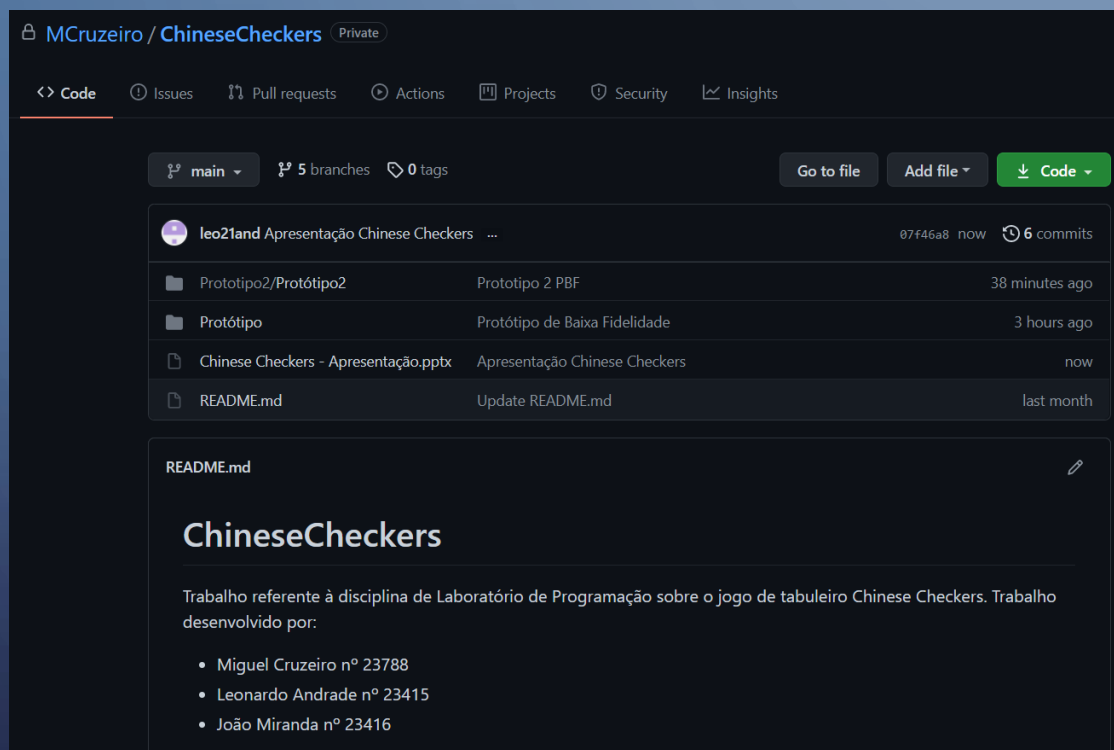 MCruzeiro / ChineseCheckers Private
Code Issues Pull requests Actions Projects Security Insights
main 5 branches 0 tags Go to file Add file Code
leo21and Apresentação Chinese Checkers ... 07f46a8 now 6 commits
Prototipo2/Protótipo2 Prototipo 2 PBF 38 minutes ago
Protótipo Protótipo de Baixa Fidelidade 3 hours ago
Chinese Checkers - Apresentação.pptx Apresentação Chinese Checkers now
README.md Update README.md last month
README.md
ChineseCheckers
Trabalho referente à disciplina de Laboratório de Programação sobre o jogo de tabuleiro Chinese Checkers. Trabalho
desenvolvido por:
• Miguel Cruzeiro nº 23788
• Leonardo Andrade nº 23415
• João Miranda nº 23416